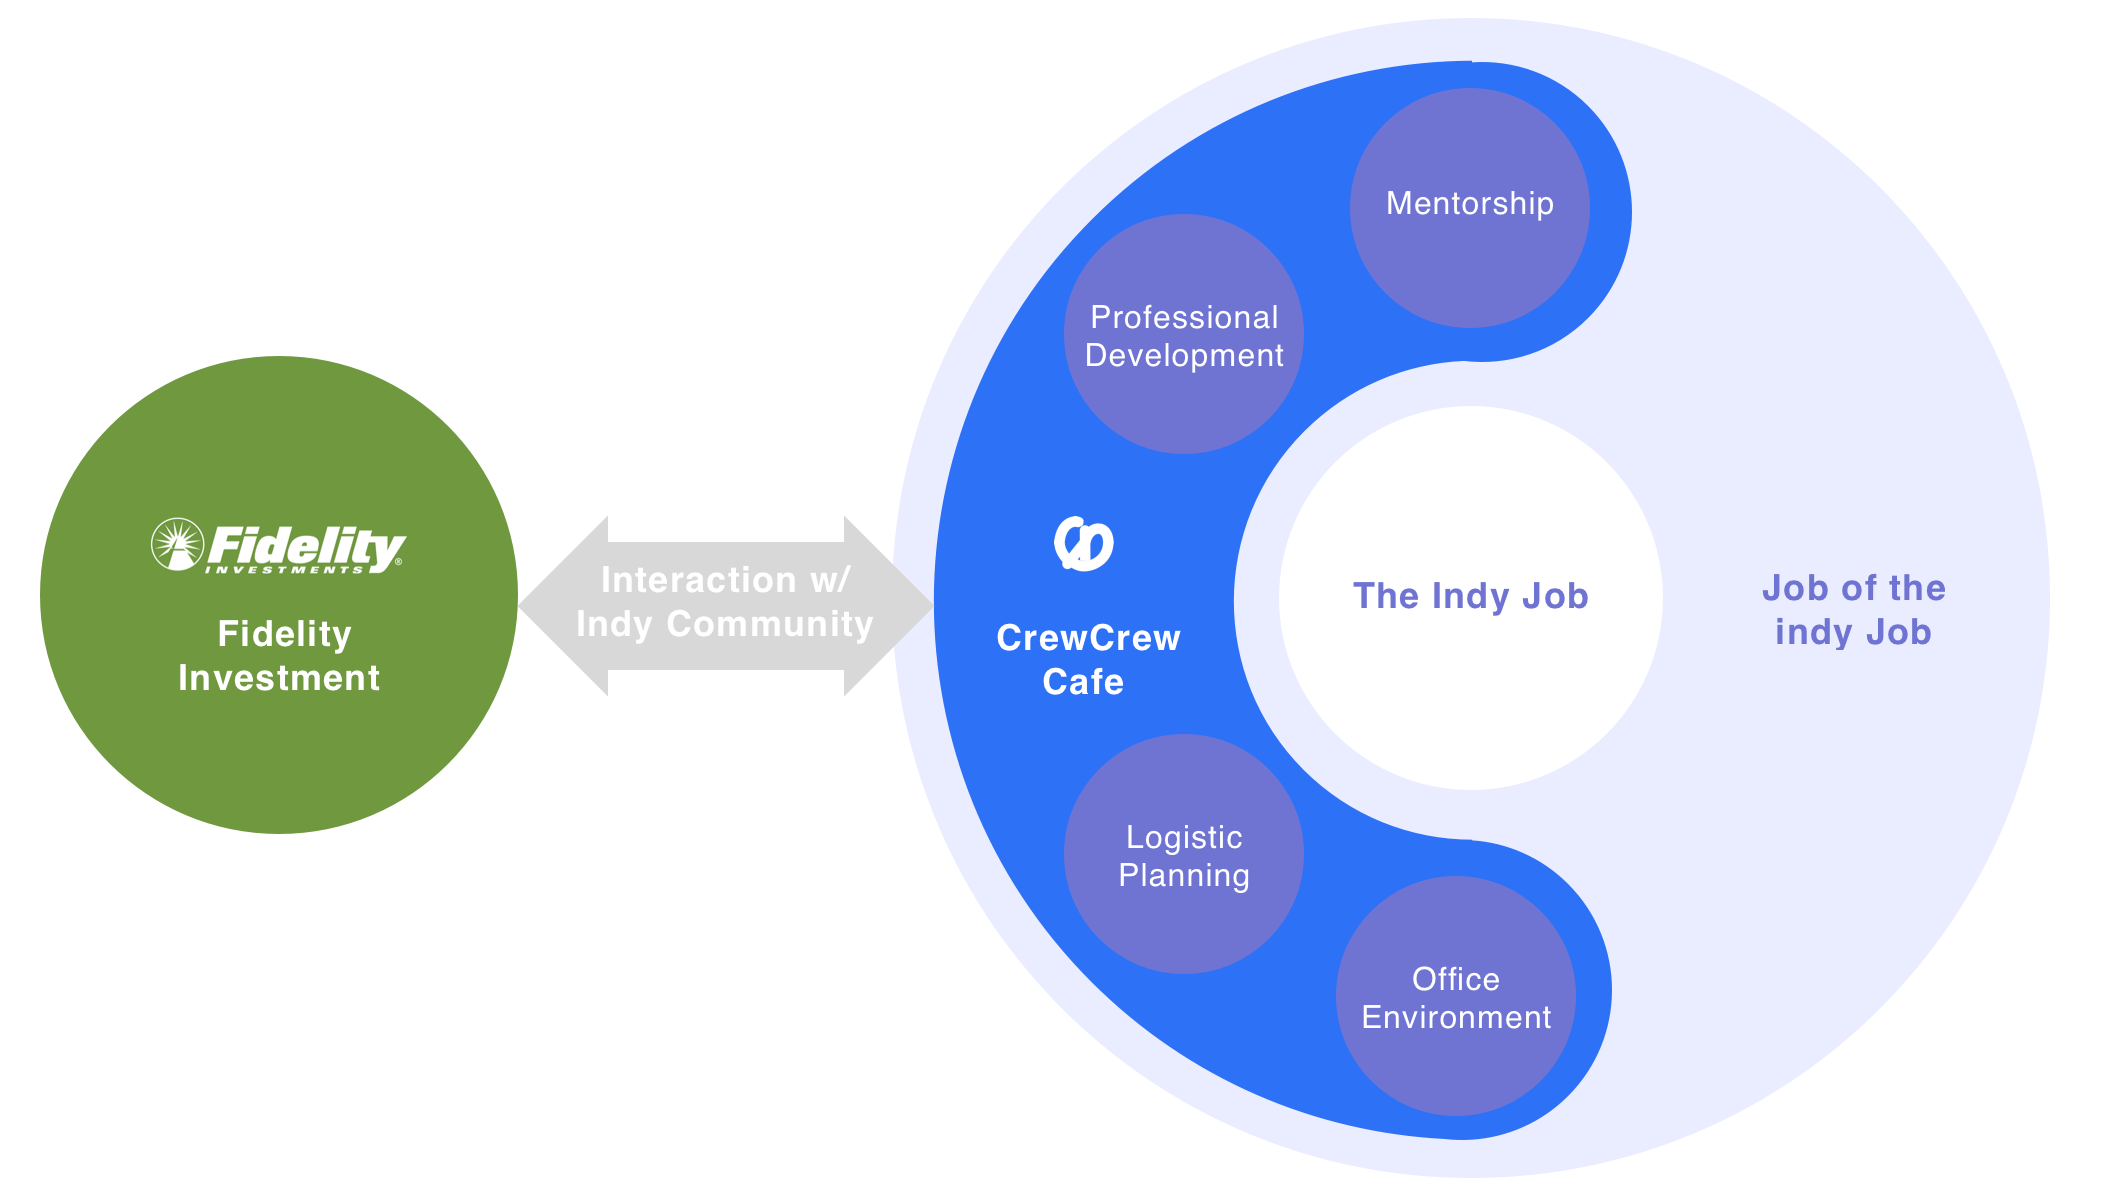 Fidelity
INVESTMENTS
Fidelity
Investment
Interaction w/
Indy Community
Mentorship
Professional
Development
CrewCrew
Cafe
Logistic
Planning
Office
Environment
The Indy Job
Job of the
indy Job